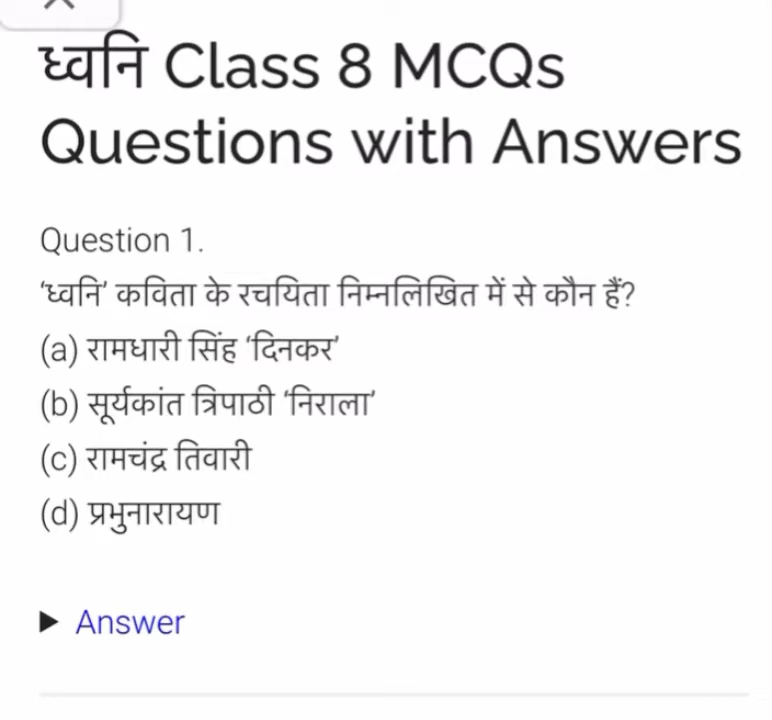 ध्वनि Class 8 MCQs
Questions with Answers
Question 1.
‘ध्वनि’ कविता के रचयिता निम्नलिखित में से कौन हैं?
(a) रामधारी सिंह ‘दिनकर’
(b) सूर्यकांत त्रिपाठी ‘निराला’
(c) रामचंद्र तिवारी
(d) प्रभुनारायण
▶ Answer